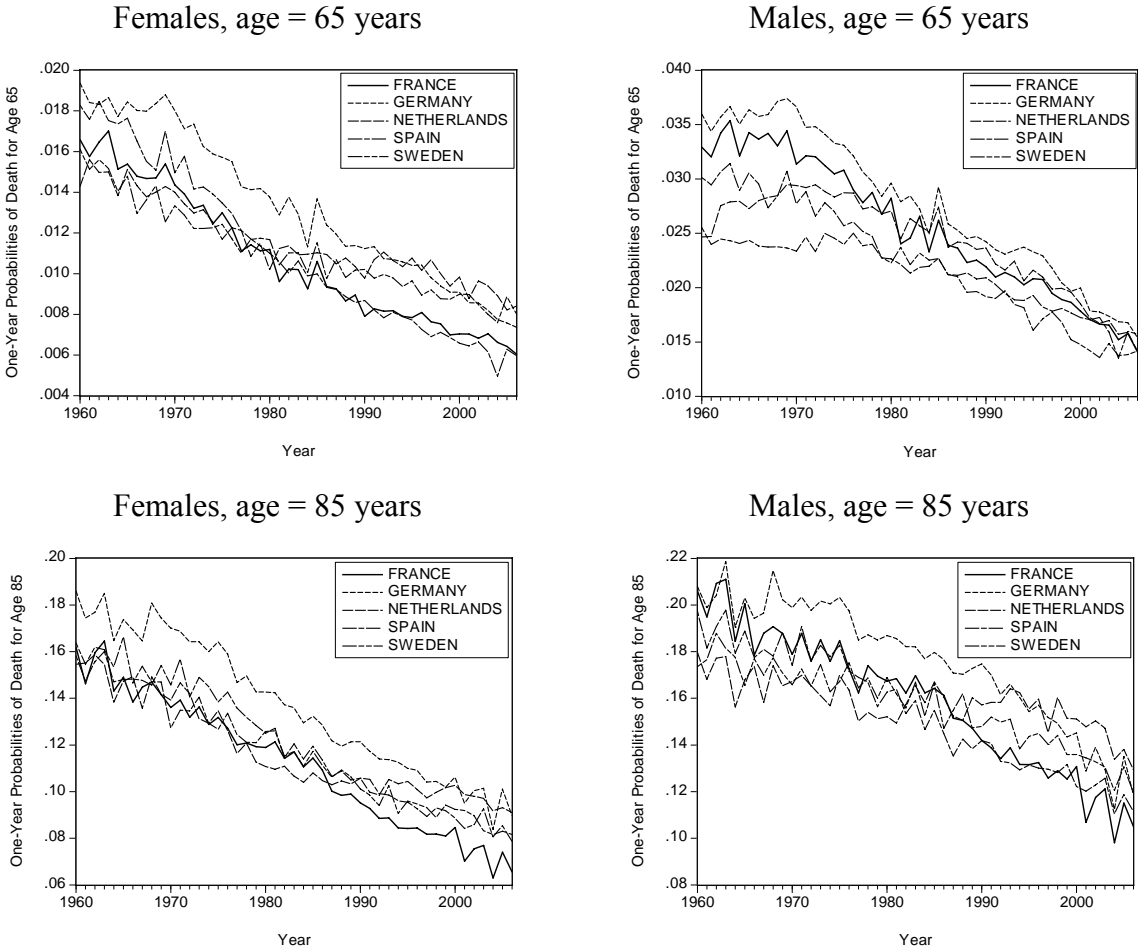 Females, age = 65 years
One-Year Probabilities of Death for Age 65
.020
.018
.016
.014
.012
.010
.008
.006
.004
FRANCE
GERMANY
NETHERLANDS
SPAIN
SWEDEN
1960 1970 1980 1990 2000
Year
Males, age = 65 years
One-Year Probabilities of Death for Age 65
.040
.035
.030
.025
.020
.015
.010
FRANCE
GERMANY
NETHERLANDS
SPAIN
SWEDEN
1960 1970 1980 1990 2000
Year
Females, age = 85 years
One-Year Probabilities of Death for Age 85
.20
.18
.16
.14
.12
.10
.08
.06
FRANCE
GERMANY
NETHERLANDS
SPAIN
SWEDEN
1960 1970 1980 1990 2000
Year
Males, age = 85 years
One-Year Probabilities of Death for Age 85
.22
.20
.18
.16
.14
.12
.10
.08
FRANCE
GERMANY
NETHERLANDS
SPAIN
SWEDEN
1960 1970 1980 1990 2000
Year